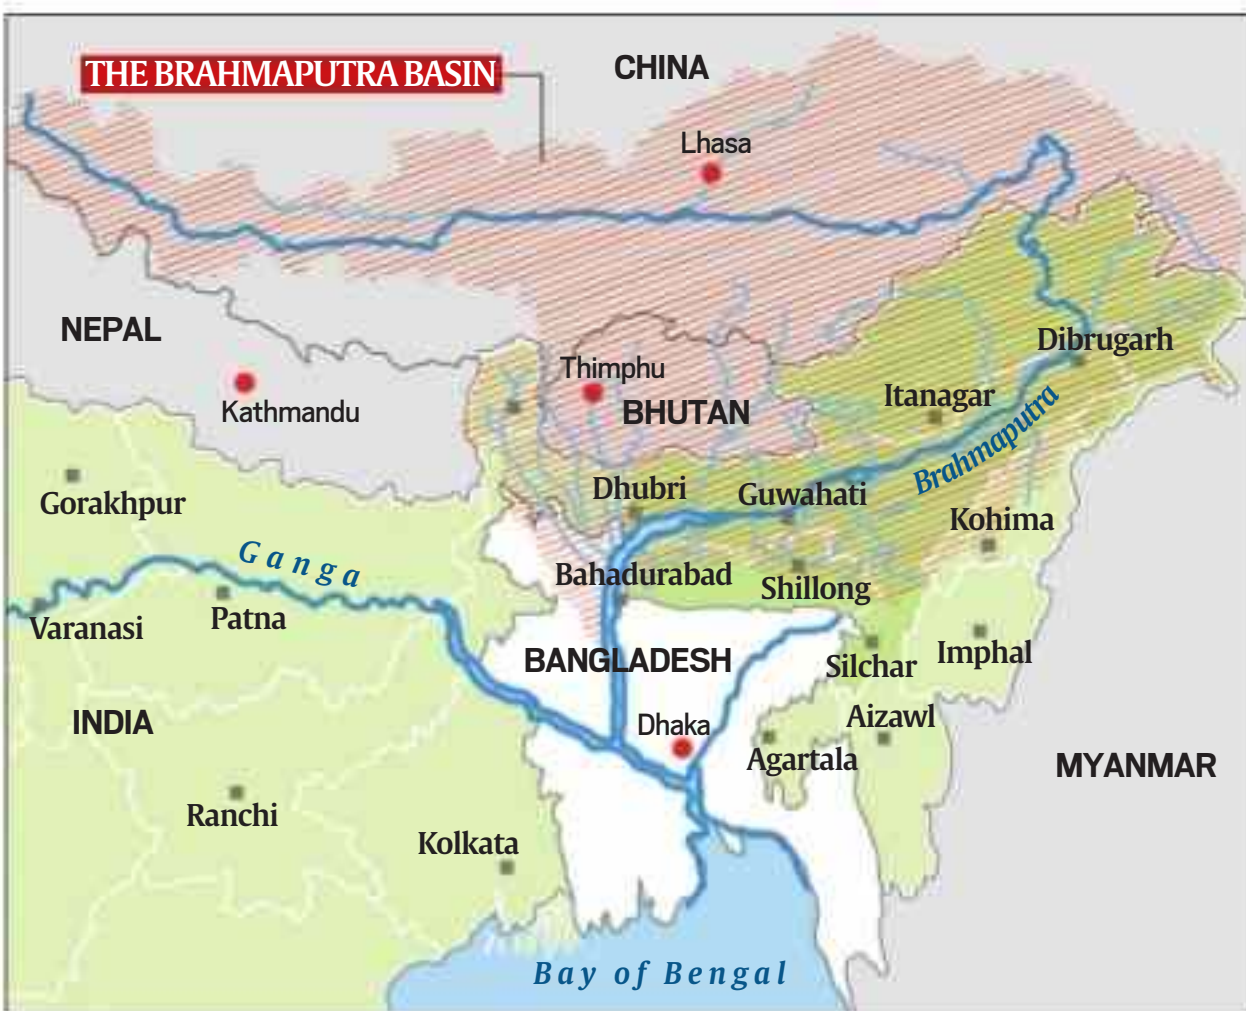 THE BRAHMAPUTRA BASIN
CHINA
Lhasa
NEPAL
Kathmandu
Thimphu
BHUTAN
Dibrugarh
Itanagar
Brahmaputra
Gorakhpur
Dhubri
Guwahati
Kohima
Ganga
Bahadurabad
Shillong
Varanasi
Patna
BANGLADESH
Silchar
Imphal
INDIA
Dhaka
Aizawl
Agartala
MYANMAR
Ranchi
Kolkata
Bay of Bengal